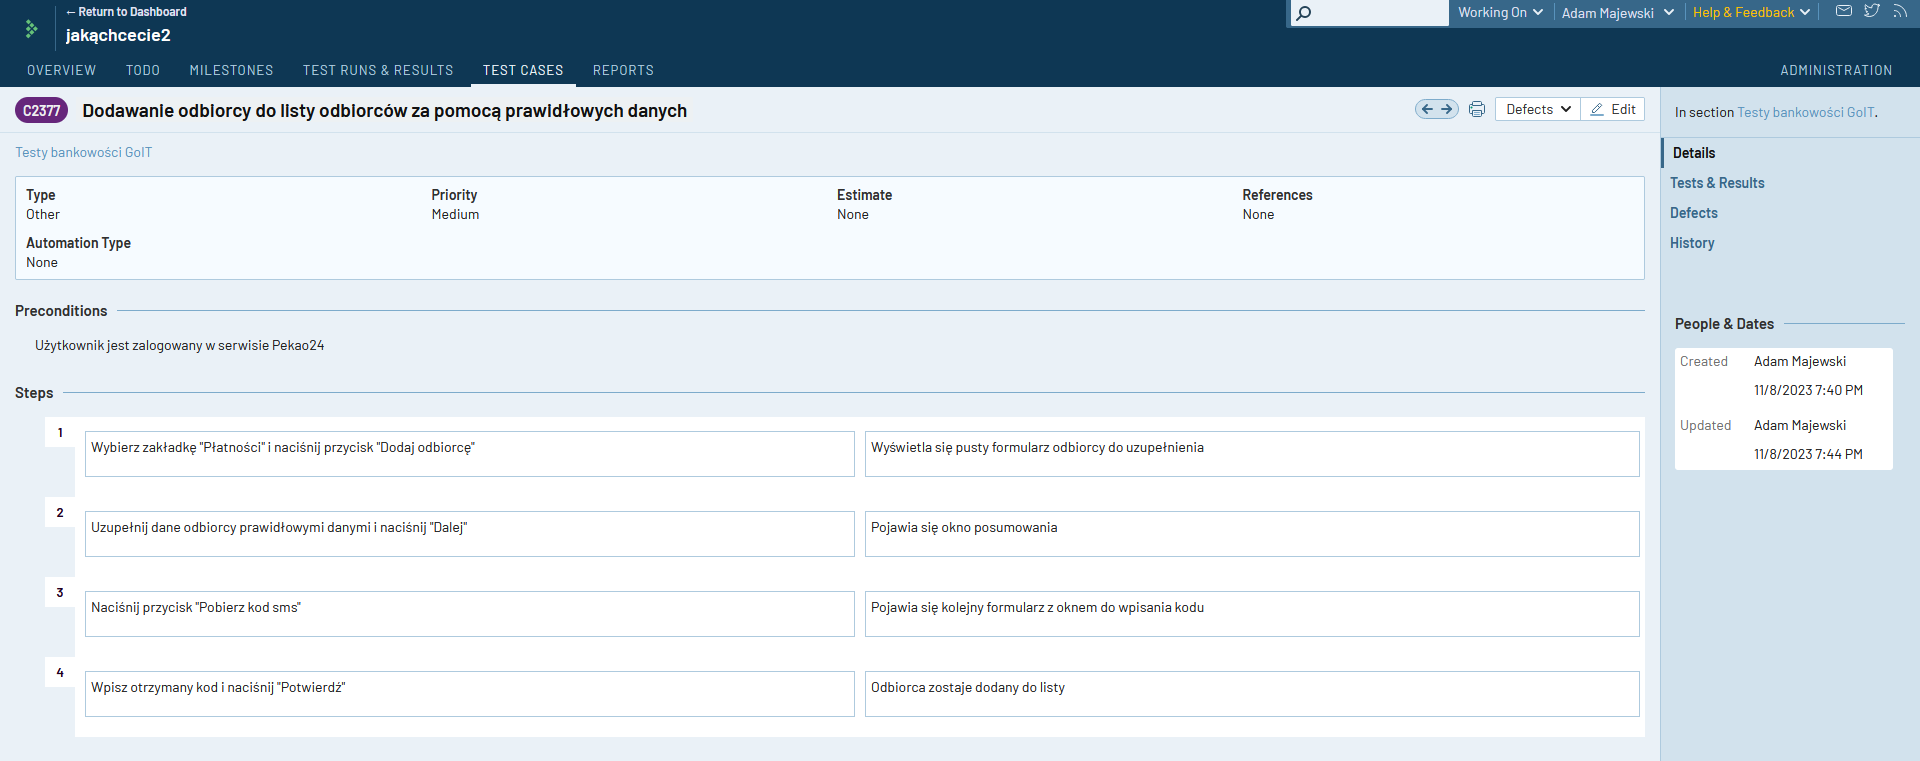 ← Return to Dashboard
jakąchcecie2
Working On
Adam Majewski
Help & Feedback
OVERVIEW TODO MILESTONES TEST RUNS & RESULTS TEST CASES REPORTS ADMINISTRATION
C2377 Dodawanie odbiorcy do listy odbiorców za pomocą prawidłowych danych
Defects Edit
Testy bankowości GoIT
Type Priority Estimate References
Other Medium None None
Automation Type
None
Preconditions
Użytkownik jest zalogowany w serwisie Pekao24
Steps
1
Wybierz zakładkę "Płatności" i naciśnij przycisk "Dodaj odbiorcę" Wyświetla się pusty formularz odbiorcy do uzupełnienia
2
Uzupełnij dane odbiorcy prawidłowymi danymi i naciśnij "Dalej" Pojawia się okno posumowania
3
Naciśnij przycisk "Pobierz kod sms" Pojawia się kolejny formularz z oknem do wpisania kodu
4
Wpisz otrzymany kod i naciśnij "Potwierdź" Odbiorca zostaje dodany do listy
In section Testy bankowości GoIT.
Details
Tests & Results
Defects
History
People & Dates
Created Adam Majewski
11/8/2023 7:40 PM
Updated Adam Majewski
11/8/2023 7:44 PM